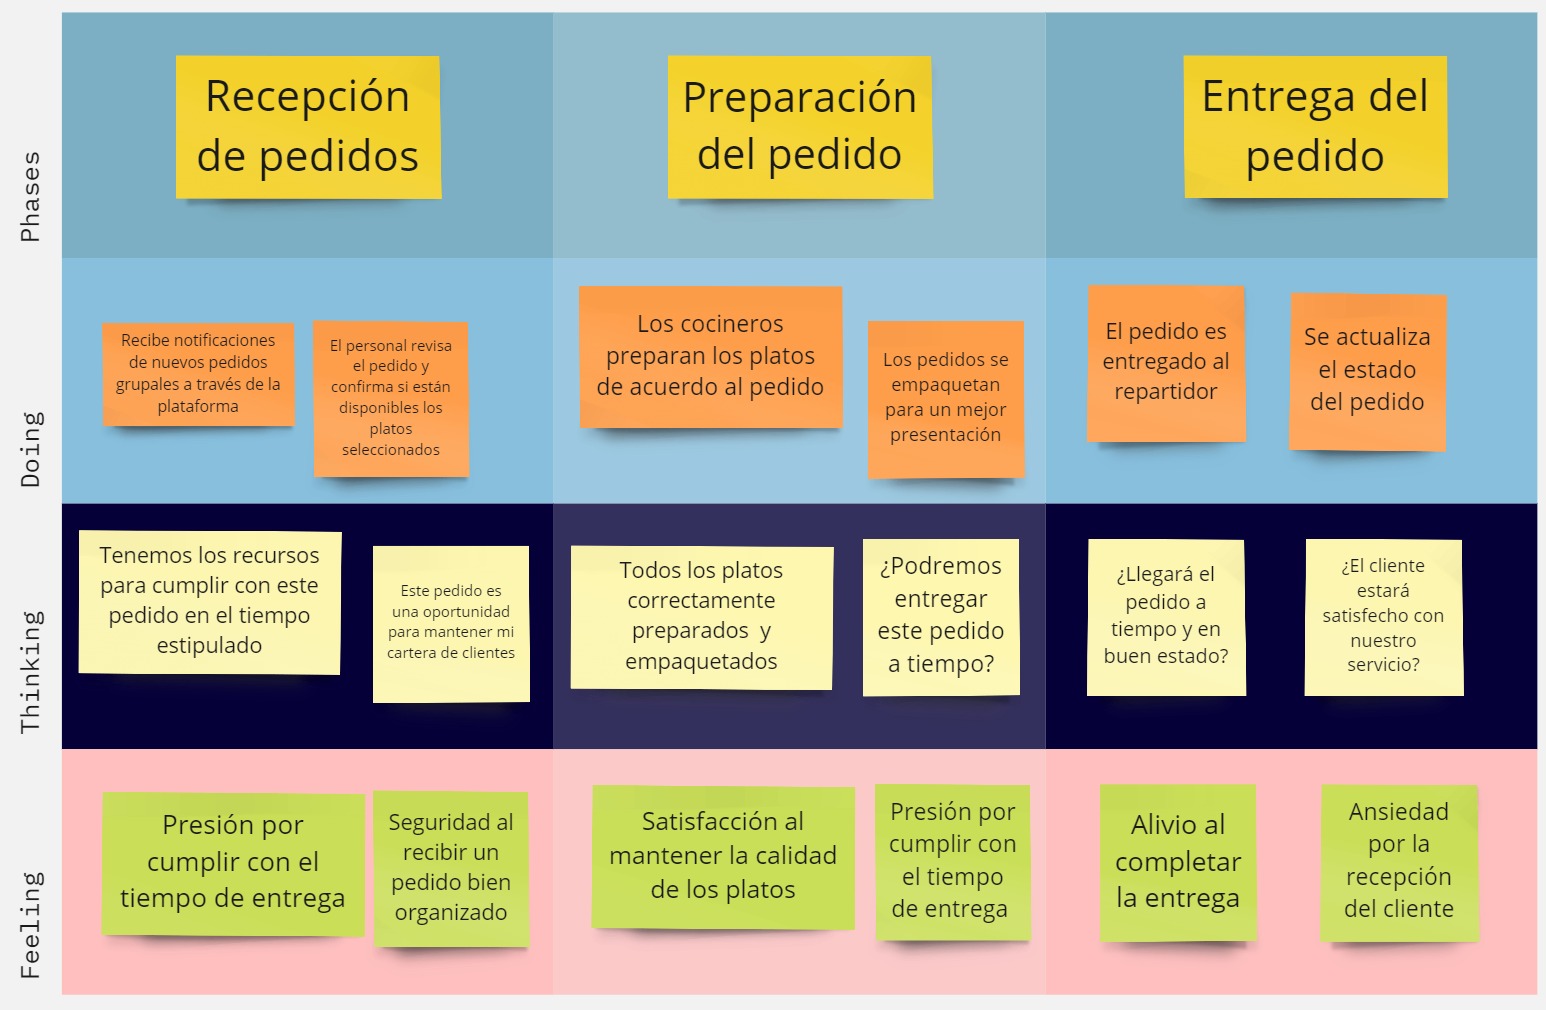 Phases
Recepción
de pedidos
Preparación
del pedido
Entrega del
pedido
Doing
Recibe notificaciones
de nuevos pedidos
grupales a través de la
plataforma
El personal revisa
el pedido y
confirma si están
disponibles los
platos
seleccionados
Los cocineros
preparan los platos
de acuerdo al pedido
Los pedidos se
empaquetan
para un mejor
presentación
El pedido es
entregado al
repartidor
Se actualiza
el estado
del pedido
Thinking
Tenemos los recursos
para cumplir con este
pedido en el tiempo
estipulado
Este pedido es
una oportunidad
para mantener mi
cartera de clientes
Todos los platos
correctamente
preparados y
empaquetados
¿Podremos
entregar
este pedido
a tiempo?
¿Llegará el
pedido a
tiempo y en
buen estado?
¿El cliente
estará
satisfecho con
nuestro
servicio?
Feeling
Presión por
cumplir con el
tiempo de entrega
Seguridad al
recibir un
pedido bien
organizado
Satisfacción al
mantener la calidad
de los platos
Presión por
cumplir con
el tiempo
de entrega
Alivio al
completar
la entrega
Ansiedad
por la
recepción
del cliente